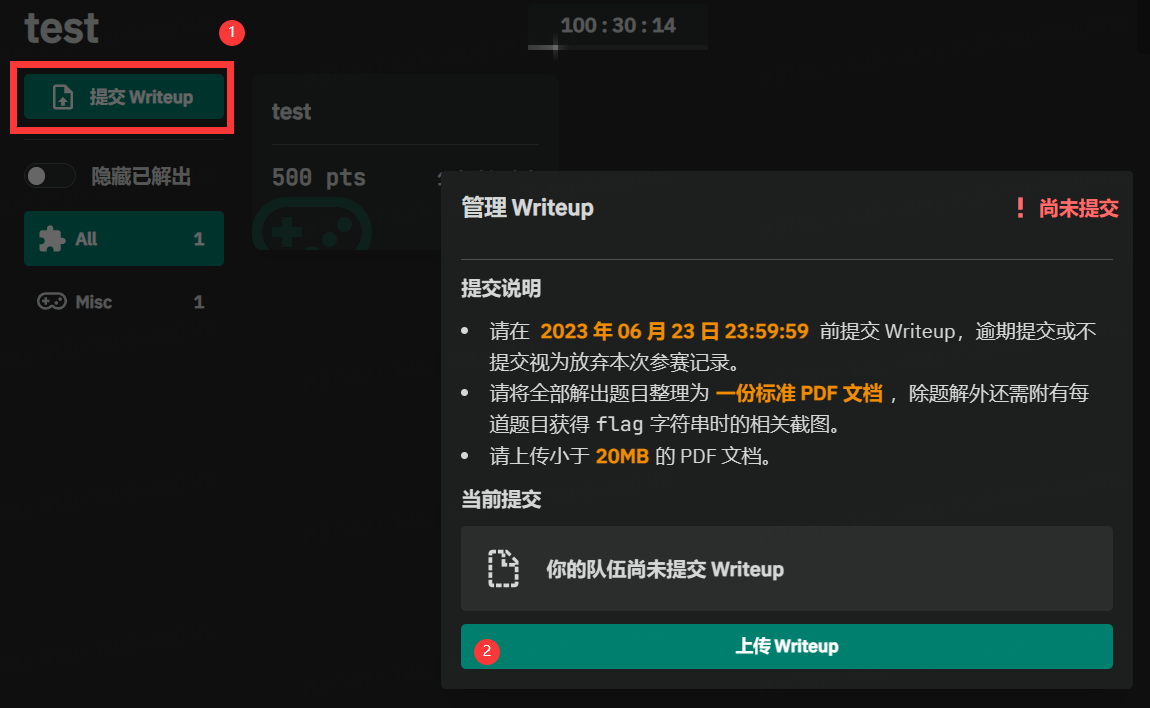 test
1
100 : 30 : 14
提交 Writeup
test
隐藏已解出
500 pts
All 1
Misc 1
管理 Writeup
! 尚未提交
提交说明
• 请在 2023 年 06 月 23 日 23:59:59 前提交 Writeup，逾期提交或不
提交视为放弃本次参赛记录。
• 请将全部解出题目整理为 一份标准 PDF 文档 ，除题解外还需附有每
道题目获得 flag 字符串时的相关截图。
• 请上传小于 20MB 的 PDF 文档。
当前提交
你的队伍尚未提交 Writeup
2
上传 Writeup